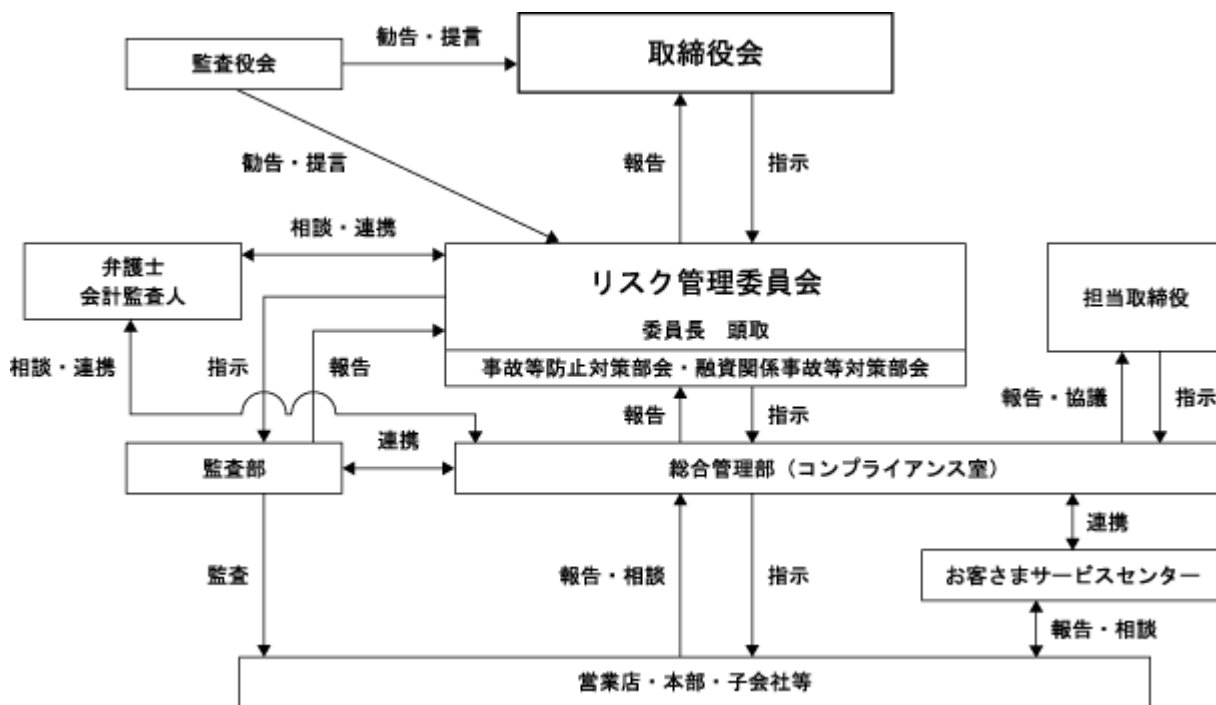 勧告・提言
監査役会
取締役会
勧告・提言
報告
指示
相談・連携
弁護士
会計監査人
リスク管理委員会
委員長　頭取
担当取締役
相談・連携
指示
報告
事故等防止対策部会・融資関係事故等対策部会
報告
指示
報告・協議
指示
監査部
連携
総合管理部（コンプライアンス室）
連携
監査
報告・相談
指示
お客さまサービスセンター
報告・相談
営業店・本部・子会社等